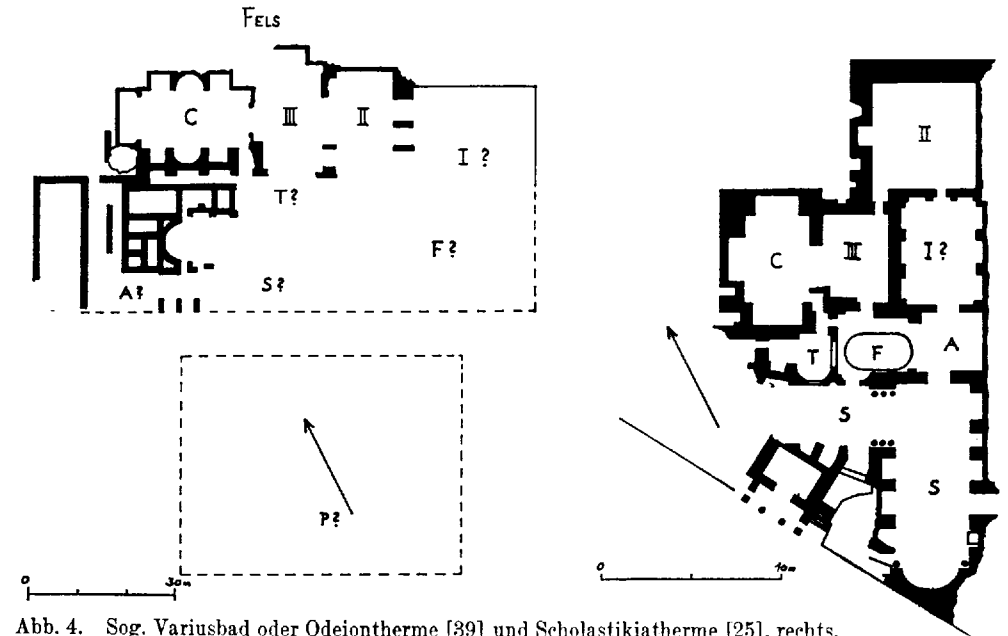 FELS
C III II I ?
T ?
F ?
A ? S ?
P ?
0 30m
II
C III I ?
T F A
S
S
0 10m
Abb. 4. Sog. Variusbad oder Odeiontherme [39] und Scholastikiatherme [25], rechts.